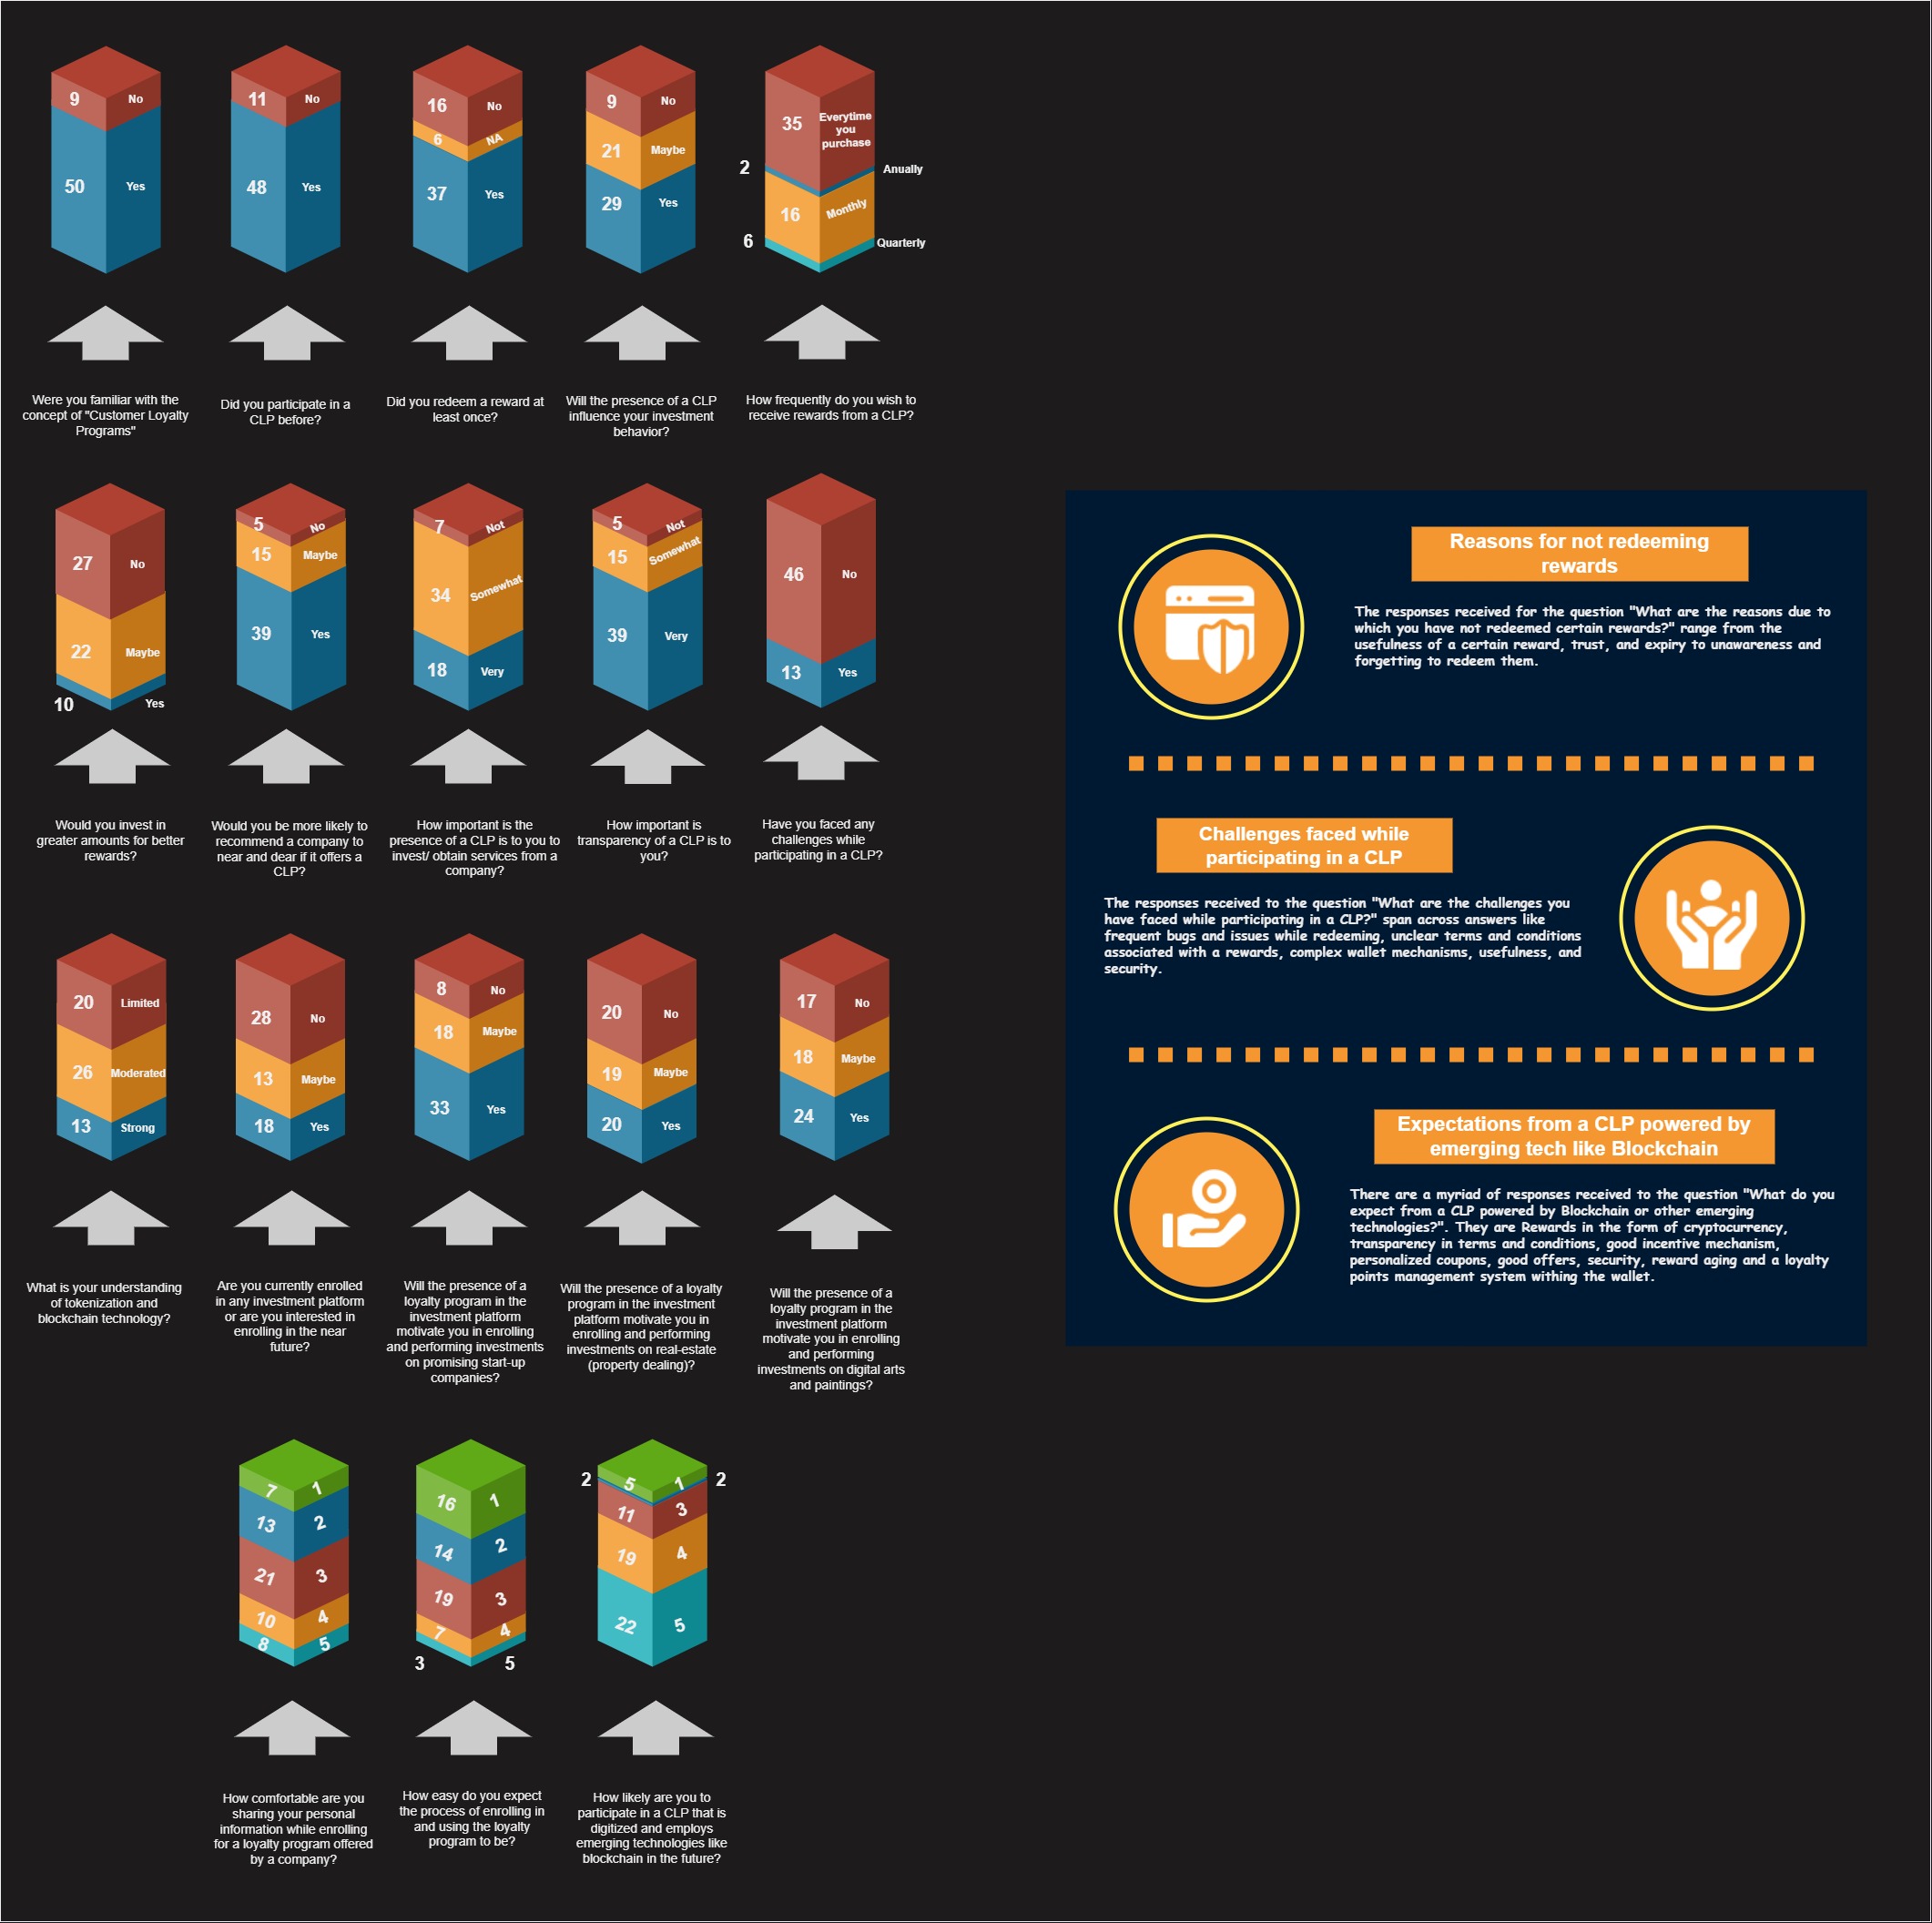 9
No
50
Yes
11
No
48
Yes
16
No
6
NA
37
Yes
9
No
21
Maybe
29
Yes
35
Everytime
you
purchase
2
Anually
16
Monthly
6
Quarterly
Were you familiar with the
concept of "Customer Loyalty
Programs"
Did you participate in a
CLP before?
Did you redeem a reward at
least once?
Will the presence of a CLP
influence your investment
behavior?
How frequently do you wish to
receive rewards from a CLP?
27
No
22
Maybe
10
Yes
5
No
15
Maybe
39
Yes
7
Not
34
Somewhat
18
Very
5
Not
15
Somewhat
39
Very
46
No
13
Yes
Would you invest in
greater amounts for better
rewards?
Would you be more likely to
recommend a company to
near and dear if it offers a
CLP?
How important is the
presence of a CLP is to you to
invest/ obtain services from a
company?
How important is
transparency of a CLP is to
you?
Have you faced any
challenges while
participating in a CLP?
20
Limited
26
Moderated
13
Strong
28
No
13
Maybe
18
Yes
8
No
18
Maybe
33
Yes
20
No
19
Maybe
20
Yes
17
No
18
Maybe
24
Yes
What is your understanding
of tokenization and
blockchain technology?
Are you currently enrolled
in any investment platform
or are you interested in
enrolling in the near
future?
Will the presence of a
loyalty program in the
investment platform
motivate you in enrolling
and performing investments
on promising start-up
companies?
Will the presence of a loyalty
program in the investment
platform motivate you in
enrolling and performing
investments on real-estate
(property dealing)?
Will the presence of a
loyalty program in the
investment platform
motivate you in enrolling
and performing
investments on digital arts
and paintings?
7
1
13
2
21
3
10
4
8
5
16
1
14
2
19
3
7
4
3
5
5
1
2
2
11
3
19
4
22
5
How comfortable are you
sharing your personal
information while enrolling
for a loyalty program offered
by a company?
How easy do you expect
the process of enrolling in
and using the loyalty
program to be?
How likely are you to
participate in a CLP that is
digitized and employs
emerging technologies like
blockchain in the future?
Reasons for not redeeming
rewards
The responses received for the question "What are the reasons due to
which you have not redeemed certain rewards?" range from the
usefulness of a certain reward, trust, and expiry to unawareness and
forgetting to redeem them.
Challenges faced while
participating in a CLP
The responses received to the question "What are the challenges you
have faced while participating in a CLP?" span across answers like
frequent bugs and issues while redeeming, unclear terms and conditions
associated with a rewards, complex wallet mechanisms, usefulness, and
security.
Expectations from a CLP powered by
emerging tech like Blockchain
There are a myriad of responses received to the question "What do you
expect from a CLP powered by Blockchain or other emerging
technologies?". They are Rewards in the form of cryptocurrency,
transparency in terms and conditions, good incentive mechanism,
personalized coupons, good offers, security, reward aging and a loyalty
points management system withing the wallet.